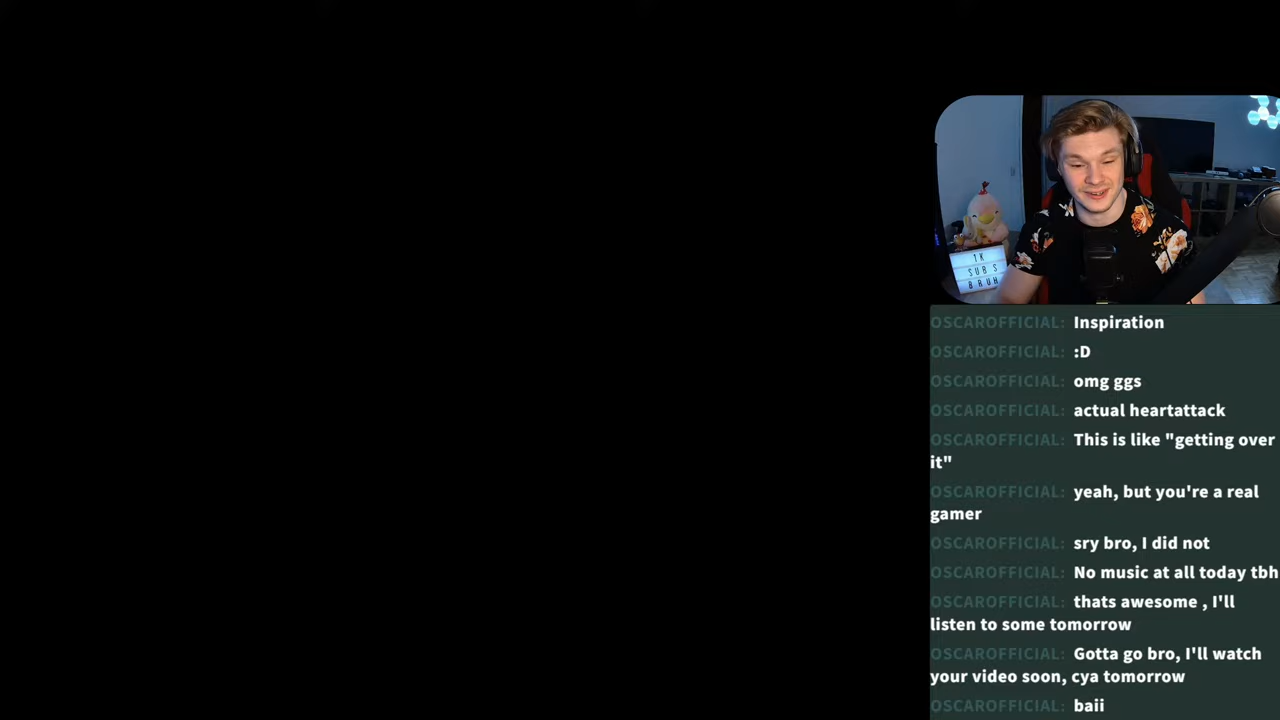 1K
SUBS
BRUH
OSCAROFFICIAL: Inspiration
OSCAROFFICIAL: :D
OSCAROFFICIAL: omg ggs
OSCAROFFICIAL: actual heartattack
OSCAROFFICIAL: This is like "getting over
it"
OSCAROFFICIAL: yeah, but you're a real
gamer
OSCAROFFICIAL: sry bro, I did not
OSCAROFFICIAL: No music at all today tbh
OSCAROFFICIAL: thats awesome , I'll
listen to some tomorrow
OSCAROFFICIAL: Gotta go bro, I'll watch
your video soon, cya tomorrow
OSCAROFFICIAL: baii